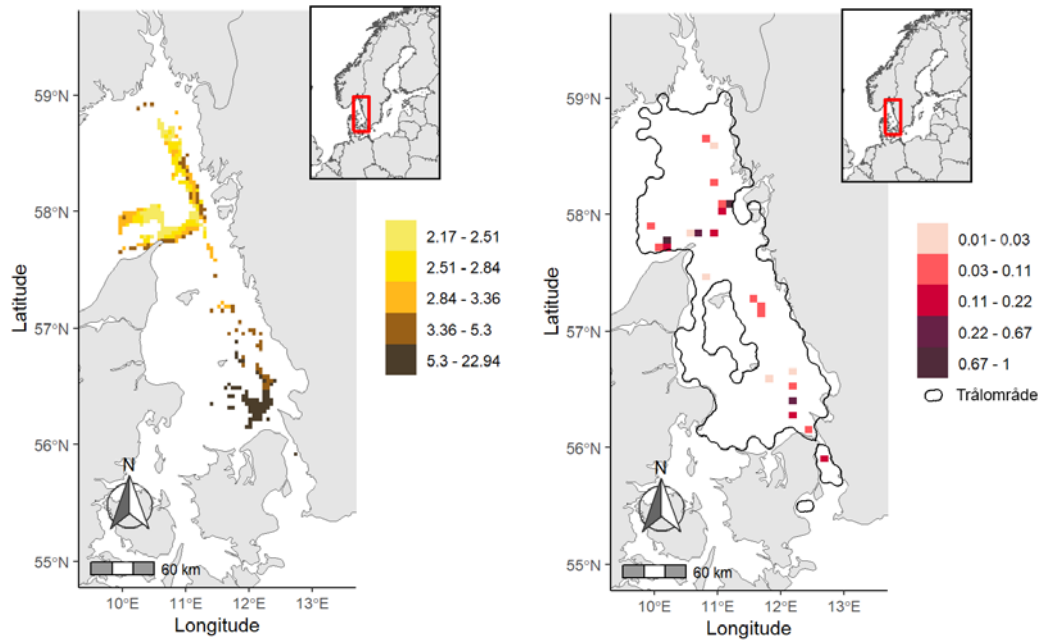 59°N
58°N
57°N
56°N
55°N
Latitude
10°E
11°E
12°E
13°E
Longitude
N
60 km
2.17 - 2.51
2.51 - 2.84
2.84 - 3.36
3.36 - 5.3
5.3 - 22.94
59°N
58°N
57°N
56°N
55°N
Latitude
10°E
11°E
12°E
13°E
Longitude
N
60 km
0.01 - 0.03
0.03 - 0.11
0.11 - 0.22
0.22 - 0.67
0.67 - 1
Trålområde